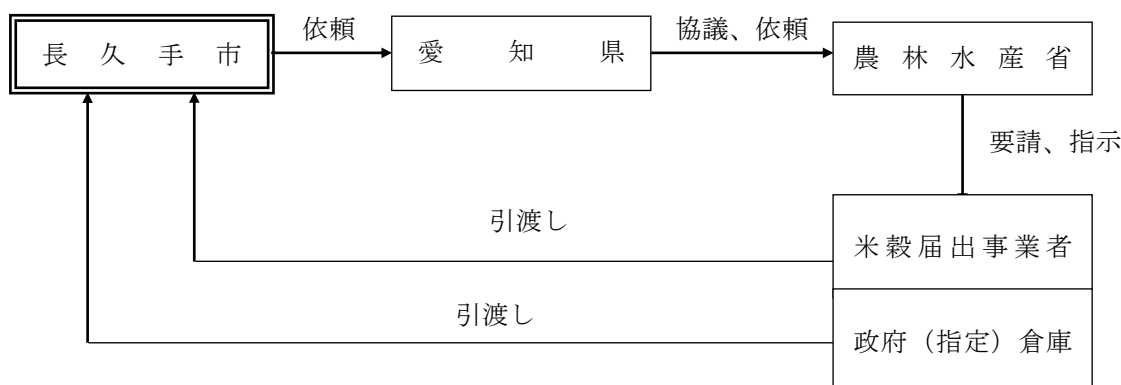 長久手市
依頼
愛知県
協議、依頼
農林水産省
要請、指示
引渡し
米穀届出事業者
引渡し
政府（指定）倉庫